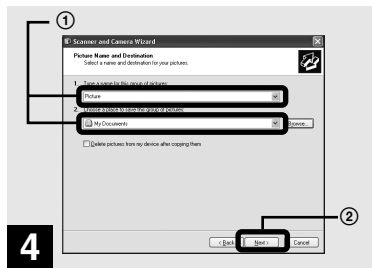 ①
Scanner and Camera Wizard
Picture Name and Destination
Select a name and destination for your pictures.
1. Type a name for this group of pictures:
Picture
2. Choose a place to save this group of pictures:
My Documents
Browse...
Delete pictures from my device after copying them
②
4
< Back
Next >
Cancel